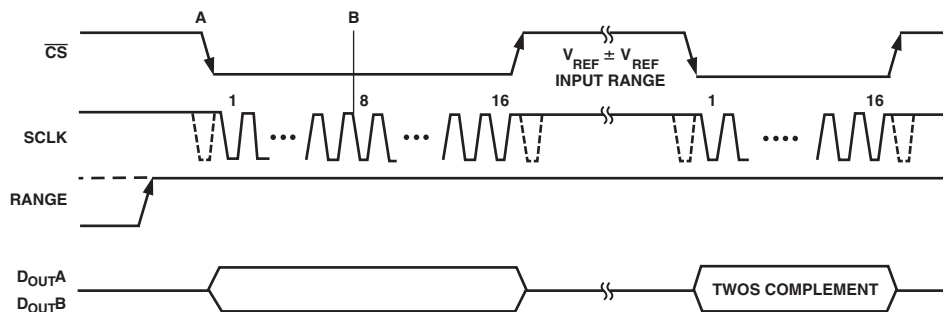 A
B
CS
V_REF ± V_REF
INPUT RANGE
1
8
16
1
16
SCLK
RANGE
D_OUT A
D_OUT B
TWOS COMPLEMENT